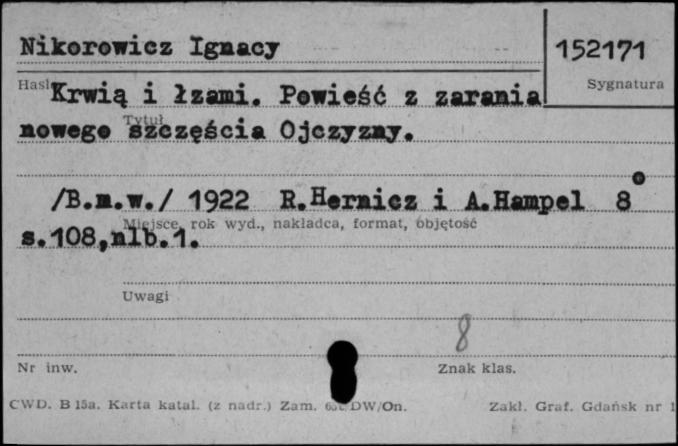 Nikorowicz Ignacy
152171
Hasło
Sygnatura
Krwią i łzami. Powieść z zarania
Tytuł
nowego szczęścia Ojczyzny.
/B.m.w./ 1922 R.Hernicz i A.Hampel 8°
Miejsce, rok wyd., nakładca, format, objętość
s.108,nlb.1.
Uwagi
8
Nr inw.
Znak klas.
CWD. B 15a. Karta katal. (z nadr.) Zam. DW/On.
Zakł. Graf. Gdańsk nr 1